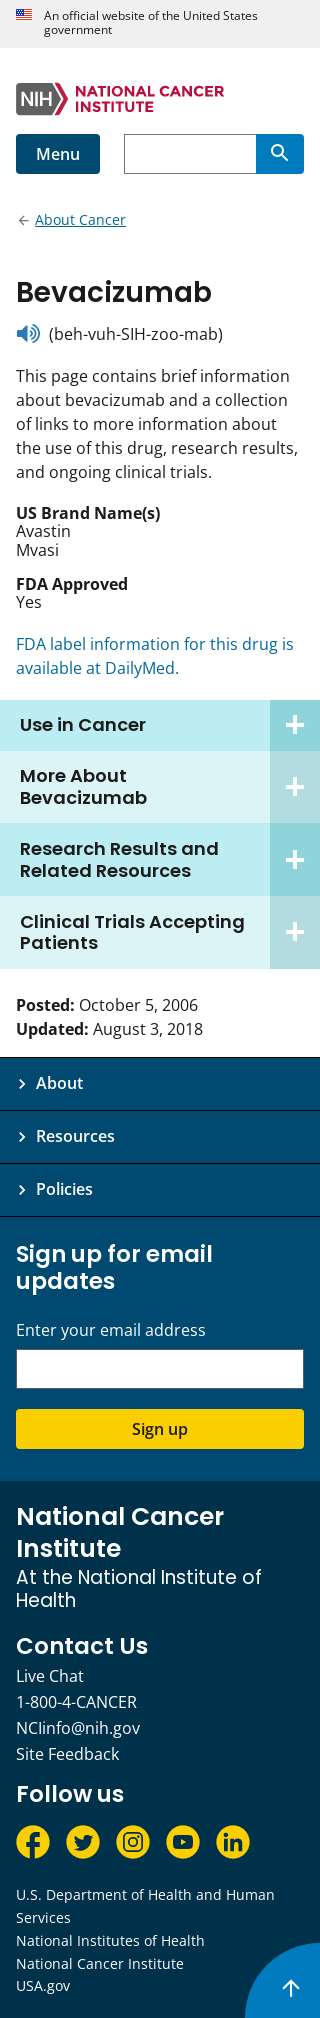 An official website of the United States
government
NIH NATIONAL CANCER
INSTITUTE
Menu
About Cancer
Bevacizumab
(beh-vuh-SIH-zoo-mab)
This page contains brief information
about bevacizumab and a collection
of links to more information about
the use of this drug, research results,
and ongoing clinical trials.
US Brand Name(s)
Avastin
Mvasi
FDA Approved
Yes
FDA label information for this drug is
available at DailyMed.
Use in Cancer
More About
Bevacizumab
Research Results and
Related Resources
Clinical Trials Accepting
Patients
Posted: October 5, 2006
Updated: August 3, 2018
About
Resources
Policies
Sign up for email
updates
Enter your email address
Sign up
National Cancer
Institute
At the National Institute of
Health
Contact Us
Live Chat
1-800-4-CANCER
NCIinfo@nih.gov
Site Feedback
Follow us
U.S. Department of Health and Human
Services
National Institutes of Health
National Cancer Institute
USA.gov